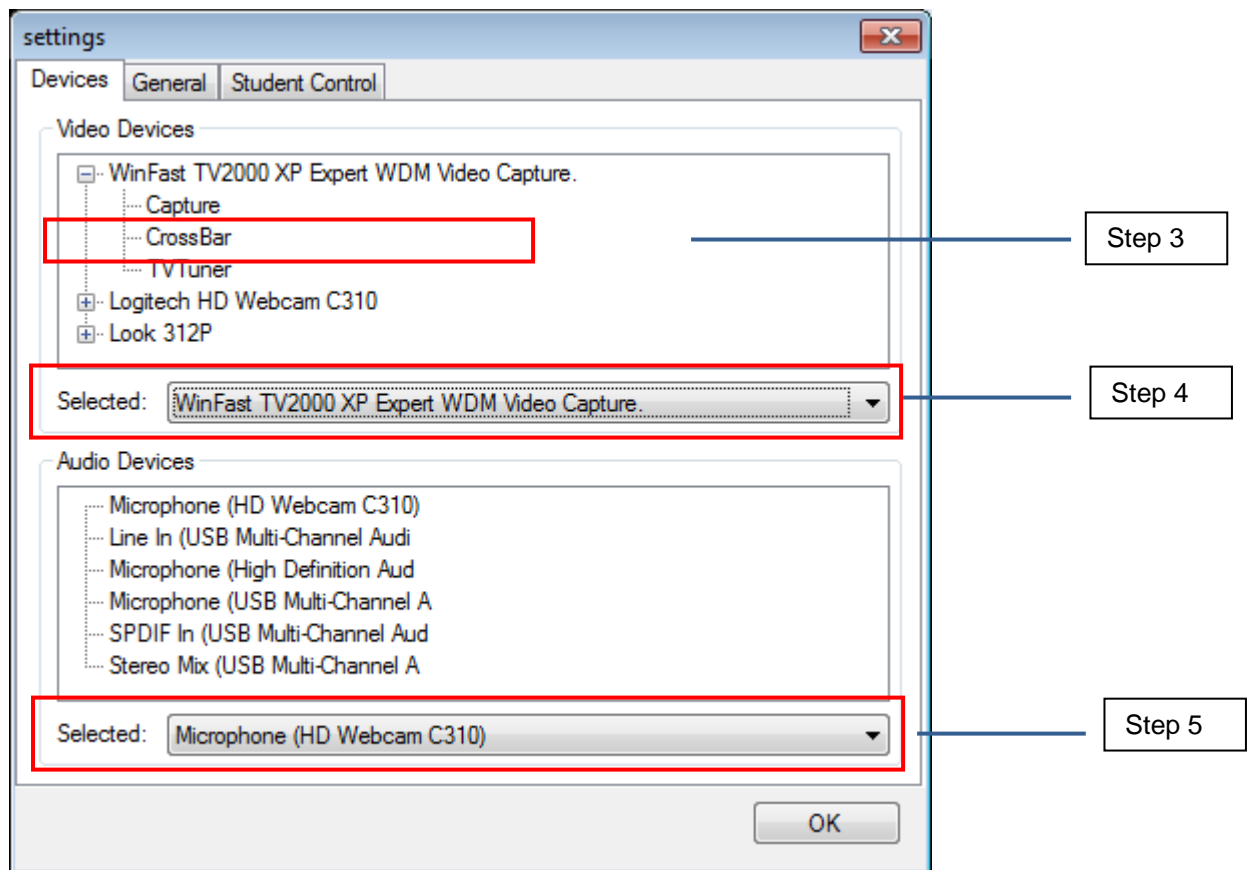 settings
Devices General Student Control
Video Devices
WinFast TV2000 XP Expert WDM Video Capture.
Capture
CrossBar
Step 3
TVTuner
Logitech HD Webcam C310
Look 312P
Selected: WinFast TV2000 XP Expert WDM Video Capture.
Step 4
Audio Devices
Microphone (HD Webcam C310)
Line In (USB Multi-Channel Audi
Microphone (High Definition Aud
Microphone (USB Multi-Channel A
SPDIF In (USB Multi-Channel Aud
Stereo Mix (USB Multi-Channel A
Selected: Microphone (HD Webcam C310)
Step 5
OK